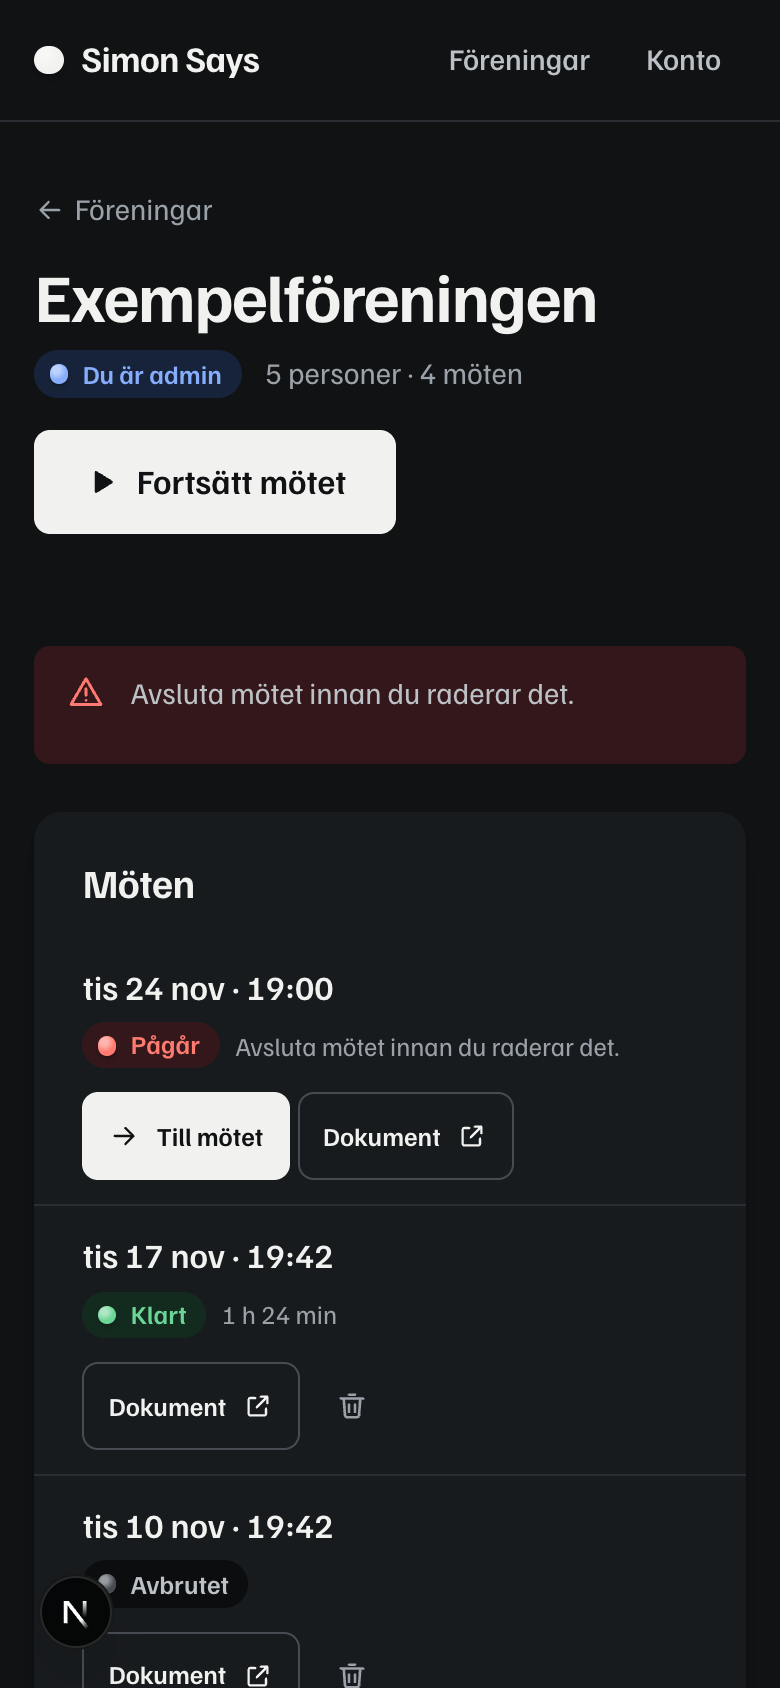 Simon Says
Föreningar
Konto
← Föreningar
Exempelföreningen
Du är admin
5 personer · 4 möten
Fortsätt mötet
Avsluta mötet innan du raderar det.
Möten
tis 24 nov · 19:00
Pågår
Avsluta mötet innan du raderar det.
→ Till mötet
Dokument
tis 17 nov · 19:42
Klart
1 h 24 min
Dokument
tis 10 nov · 19:42
Avbrutet
N
Dokument